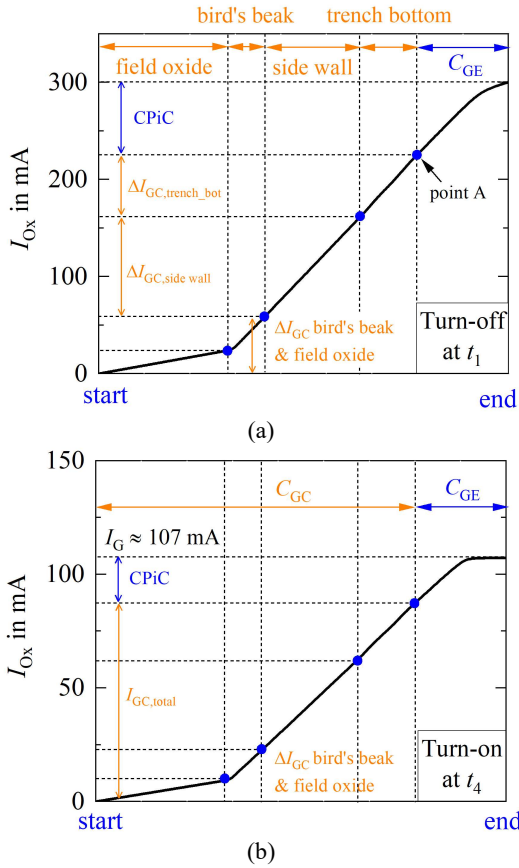 bird's beak trench bottom
field oxide side wall C_GE
300
CPiC
200
ΔI_GC,trench_bot
point A
ΔI_GC,side wall
100
ΔI_GC bird's beak
& field oxide
Turn-off
at t₁
0
I_Ox in mA
start end
(a)
150
C_GC C_GE
I_G ≈ 107 mA
100
CPiC
I_GC,total
50
ΔI_GC bird's beak
& field oxide
Turn-on
at t₄
0
I_Ox in mA
start end
(b)